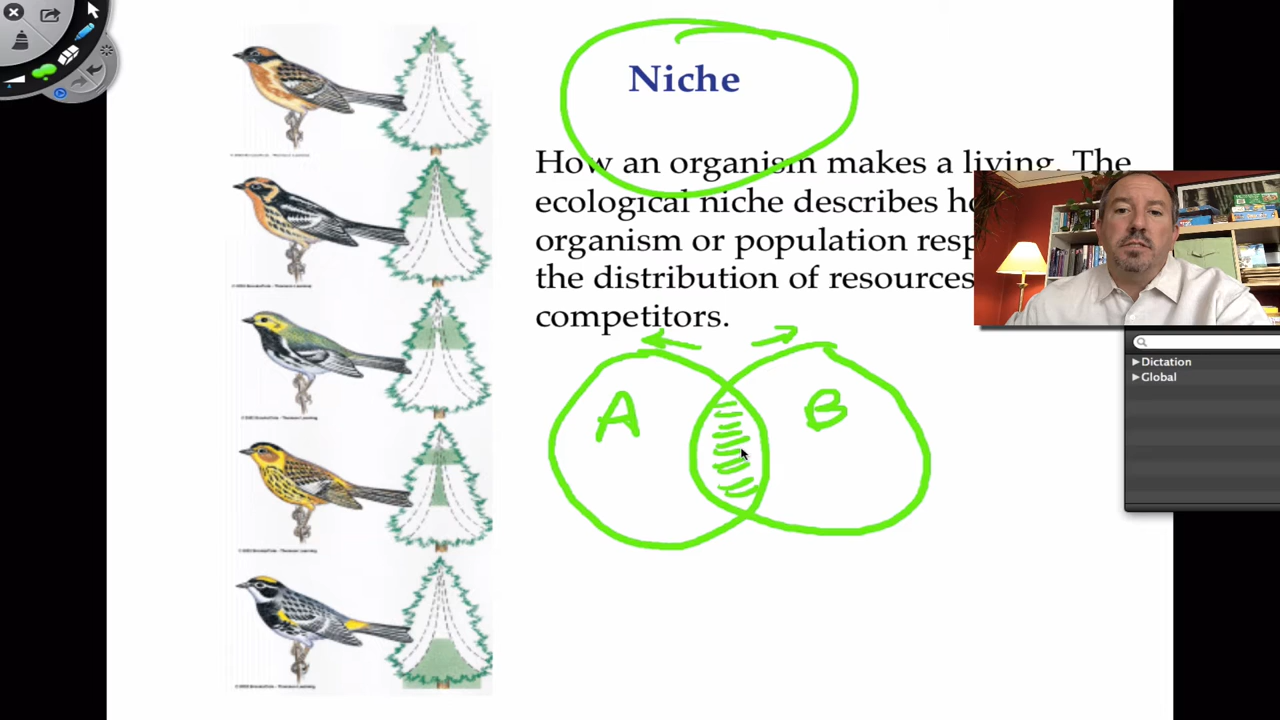 Niche
How an organism makes a living. The
ecological niche describes
organism or population
the distribution of resources
competitors.
A
B
Dictation
Global